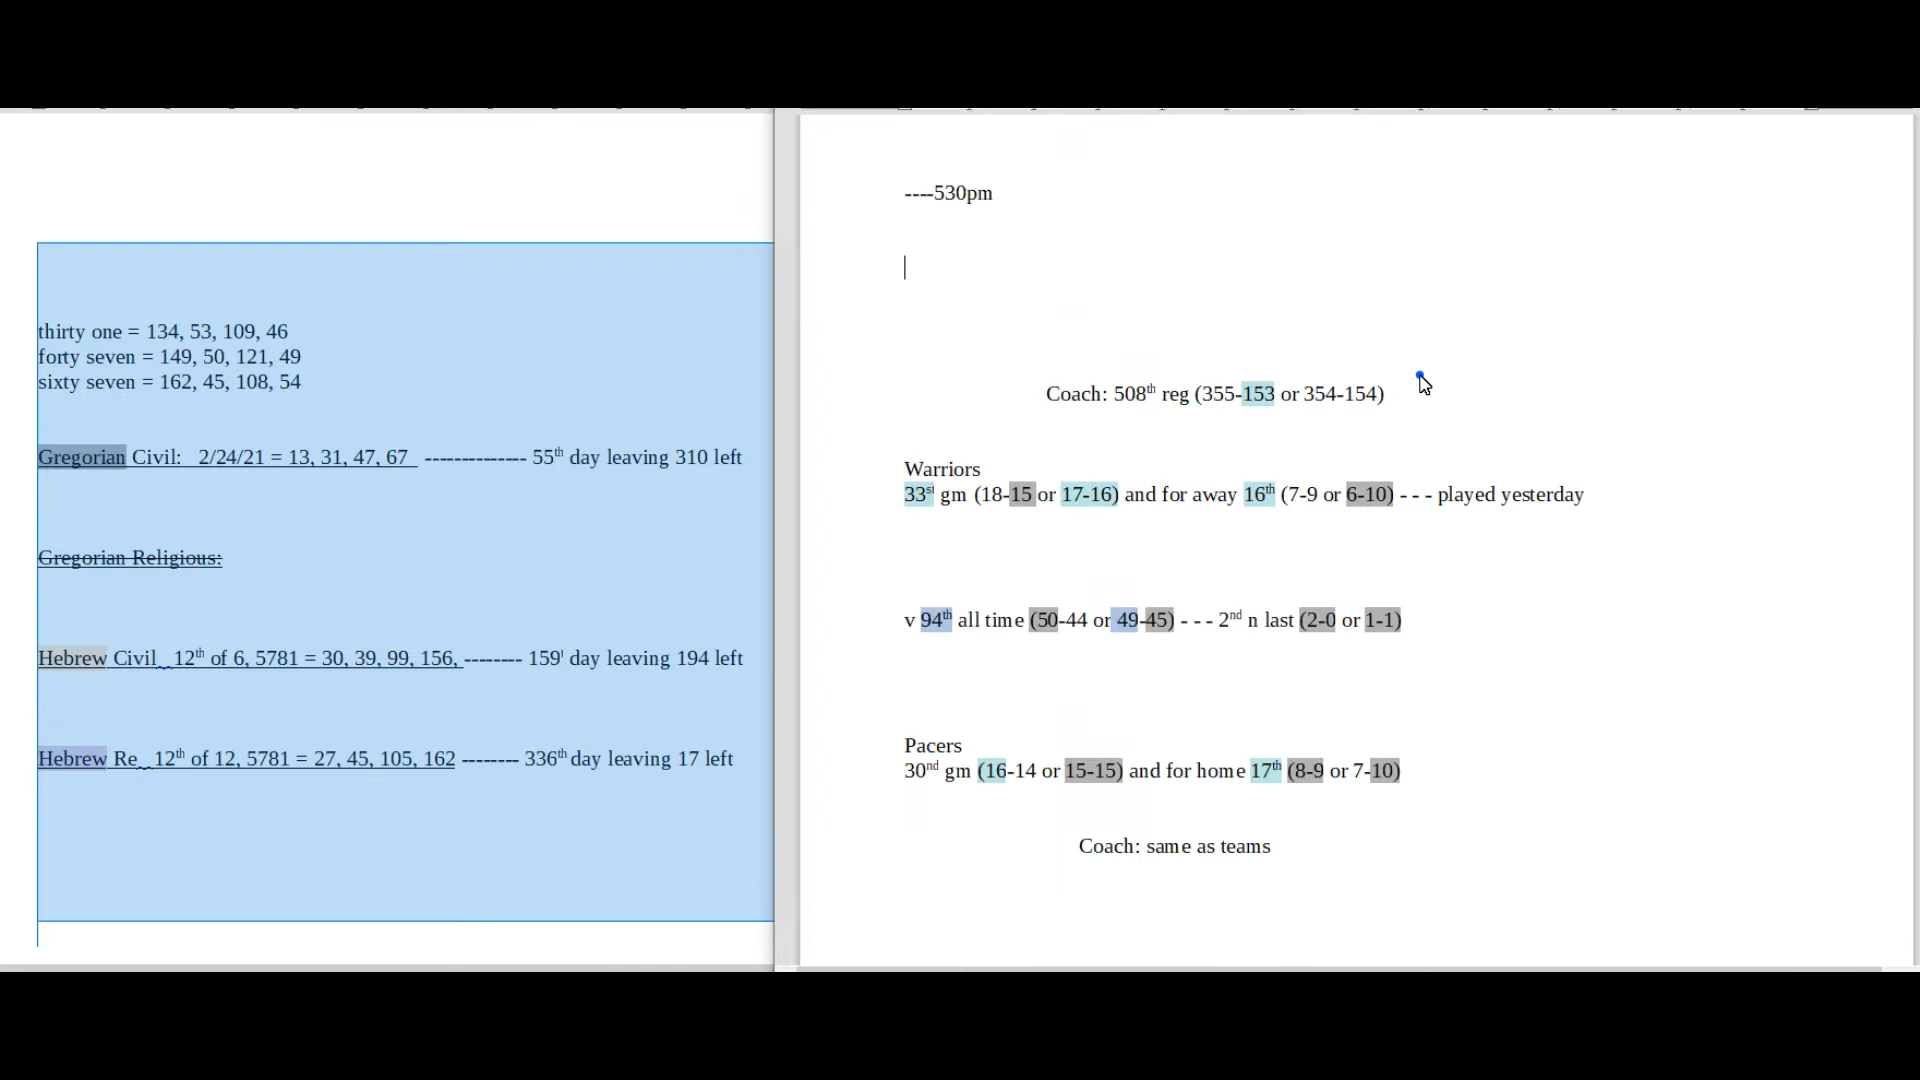 thirty one = 134, 53, 109, 46
forty seven = 149, 50, 121, 49
sixty seven = 162, 45, 108, 54
Gregorian Civil: 2/24/21 = 13, 31, 47, 67 -------------- 55th day leaving 310 left
Gregorian Religious:
Hebrew Civil 12th of 6, 5781 = 30, 39, 99, 156, -------- 159t day leaving 194 left
Hebrew Re 12th of 12, 5781 = 27, 45, 105, 162 -------- 336th day leaving 17 left
----530pm
Coach: 508th reg (355-153 or 354-154)
Warriors
33st gm (18-15 or 17-16) and for away 16th (7-9 or 6-10) - - - played yesterday
v 94th all time (50-44 or 49-45) - - - 2nd n last (2-0 or 1-1)
Pacers
30nd gm (16-14 or 15-15) and for home 17th (8-9 or 7-10)
Coach: same as teams